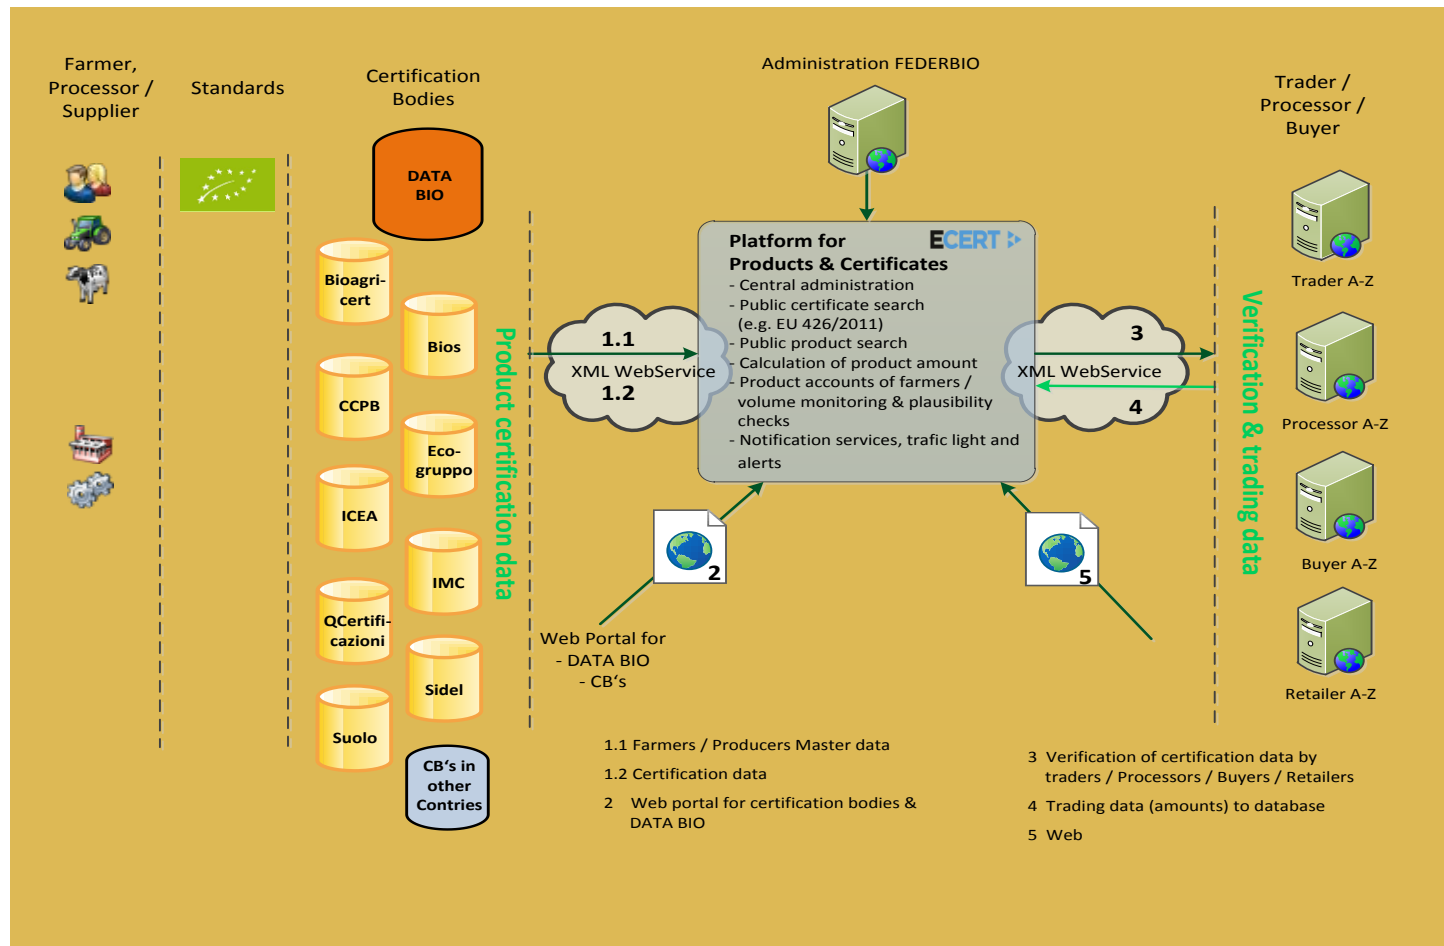 Farmer,
Processor /
Supplier
Standards
Certification
Bodies
Administration FEDERBIO
Trader /
Processor /
Buyer
DATA
BIO
Bioagri-
cert
Bios
CCPB
Eco-
gruppo
ICEA
IMC
QCertifi-
cazioni
Sidel
Suolo
CB‘s in
other
Contries
Product certification data
1.1
XML WebService
1.2
Platform for
Products & Certificates
ECERT
- Central administration
- Public certificate search
(e.g. EU 426/2011)
- Public product search
- Calculation of product amount
- Product accounts of farmers /
volume monitoring & plausibility
checks
- Notification services, trafic light and
alerts
3
XML WebService
4
Verification & trading data
Trader A-Z
Processor A-Z
Buyer A-Z
Retailer A-Z
2
5
Web Portal for
- DATA BIO
- CB‘s
1.1 Farmers / Producers Master data
1.2 Certification data
2 Web portal for certification bodies &
DATA BIO
3 Verification of certification data by
traders / Processors / Buyers / Retailers
4 Trading data (amounts) to database
5 Web